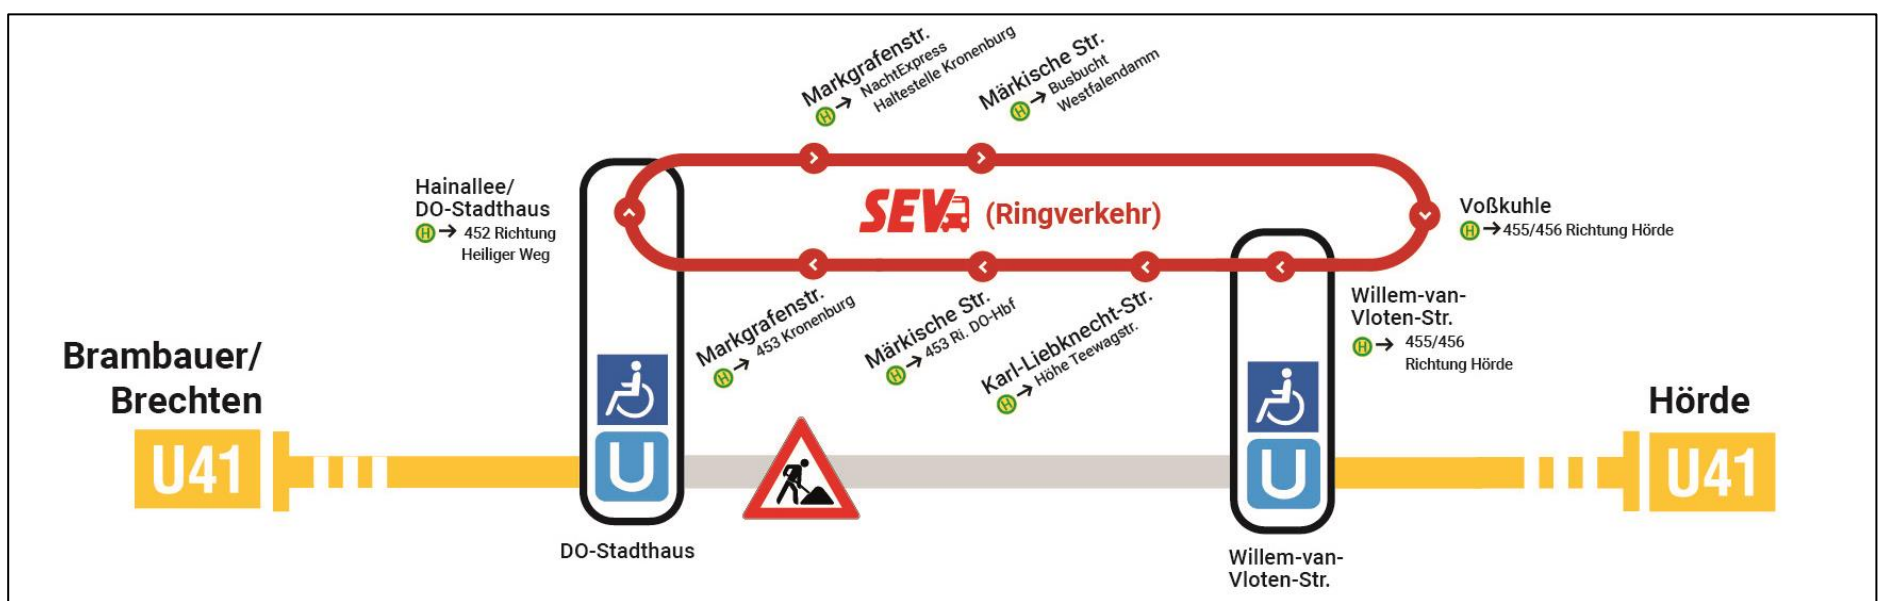 Markgrafenstr.
H → NachtExpress
Haltestelle Kronenburg
Märkische Str.
H → Busbucht
Westfalendamm
Hainallee/
DO-Stadthaus
H → 452 Richtung
Heiliger Weg
SEV (Ringverkehr)
Voßkuhle
H → 455/456 Richtung Hörde
Markgrafenstr.
H → 453 Kronenburg
Märkische Str.
H → 453 Ri. DO-Hbf
Karl-Liebknecht-Str.
H → Höhe Teewagstr.
Willem-van-
Vloten-Str.
H → 455/456
Richtung Hörde
Brambauer/
Brechten
U41
U
DO-Stadthaus
U
Willem-van-
Vloten-Str.
Hörde
U41